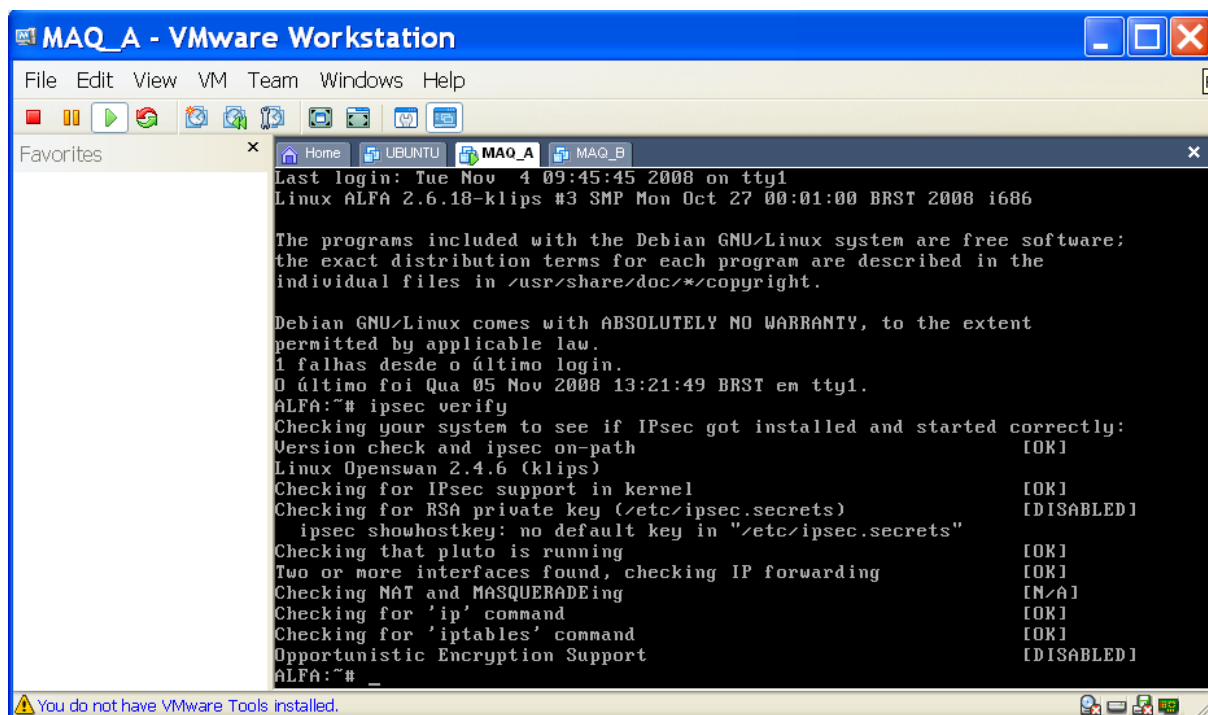 MAQ_A - VMware Workstation
File Edit View VM Team Windows Help
Favorites
Home UBUNTU MAQ_A MAQ_B
Last login: Tue Nov  4 09:45:45 2008 on tty1
Linux ALFA 2.6.18-klips #3 SMP Mon Oct 27 00:01:00 BRST 2008 i686
The programs included with the Debian GNU/Linux system are free software;
the exact distribution terms for each program are described in the
individual files in /usr/share/doc/*/copyright.
Debian GNU/Linux comes with ABSOLUTELY NO WARRANTY, to the extent
permitted by applicable law.
1 falhas desde o último login.
O último foi Qua 05 Nov 2008 13:21:49 BRST em tty1.
ALFA:~# ipsec verify
Checking your system to see if IPsec got installed and started correctly:
Version check and ipsec on-path [OK]
Linux Openswan 2.4.6 (klips)
Checking for IPsec support in kernel [OK]
Checking for RSA private key (/etc/ipsec.secrets) [DISABLED]
ipsec showhostkey: no default key in "/etc/ipsec.secrets"
Checking that pluto is running [OK]
Two or more interfaces found, checking IP forwarding [OK]
Checking NAT and MASQUERADEing [N/A]
Checking for 'ip' command [OK]
Checking for 'iptables' command [OK]
Opportunistic Encryption Support [DISABLED]
ALFA:~# _
You do not have VMware Tools installed.